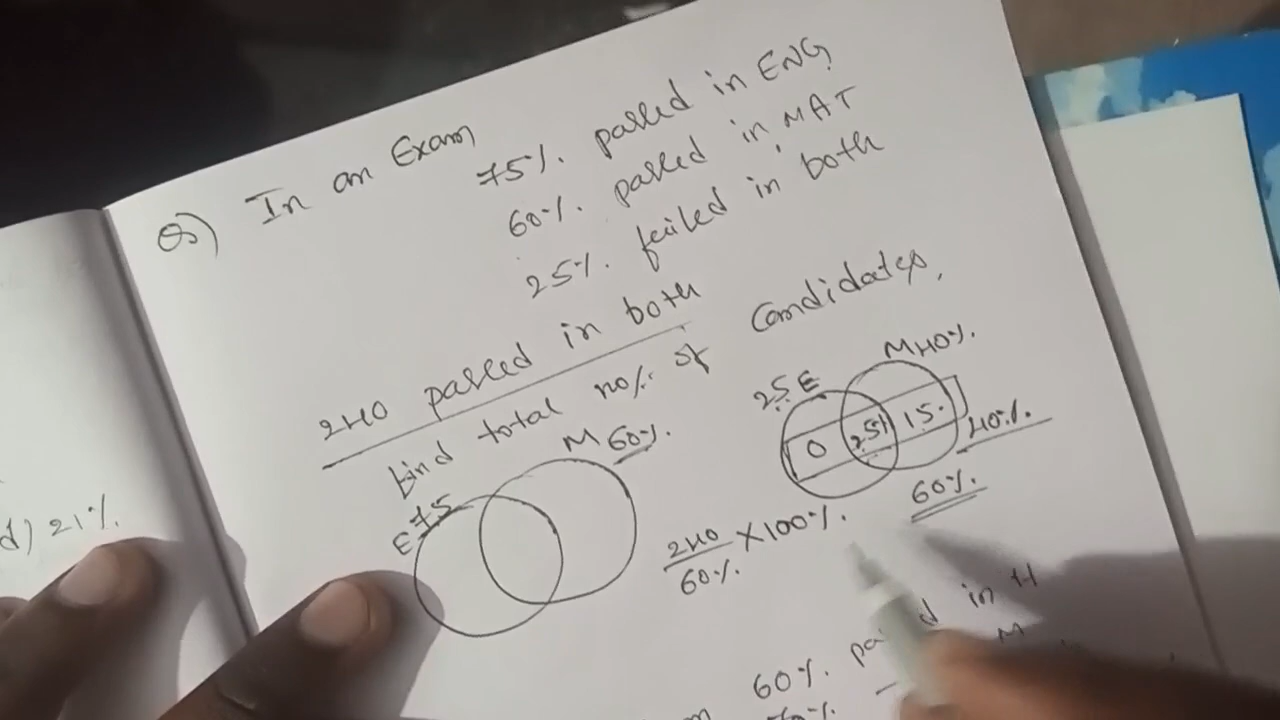 Q) In an Exam
75%. passed in ENG
60%. passed in MAT
25%. failed in both
240 passed in both
find total no/. of Candidates,
E 75
M 60%.
25 E
M 40%.
0 25% 15.
40%.
60%.
240/60%. X 100%.
d) 21%.
60%. in H
M